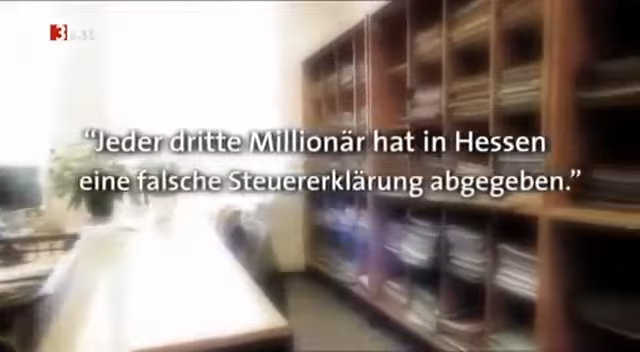 3sat
“Jeder dritte Millionär hat in Hessen
eine falsche Steuererklärung abgegeben.”